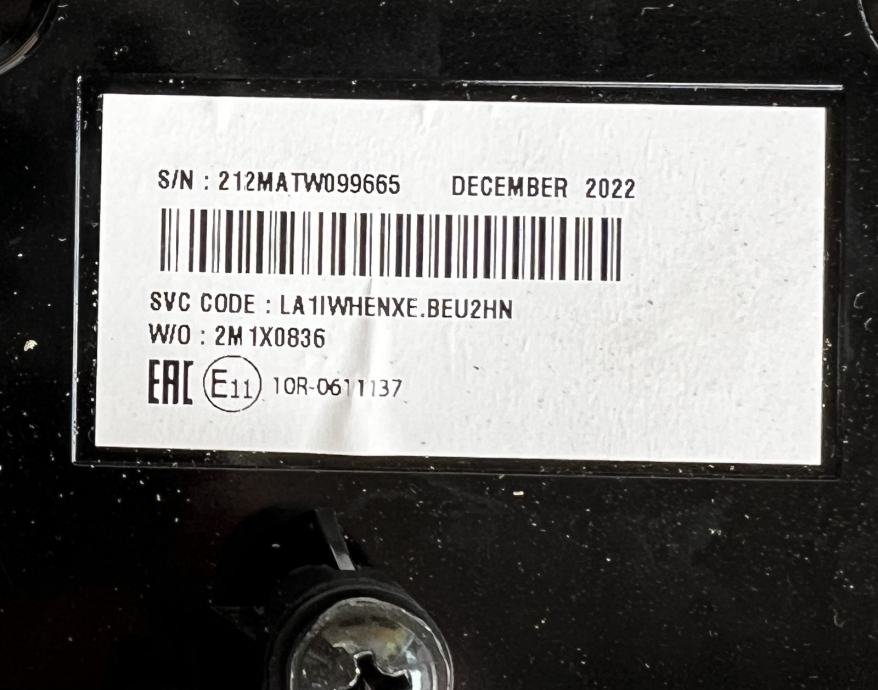 S/N : 212MATW099665 DECEMBER 2022
SVC CODE : LA1IWHENXE.BEU2HN
W/O : 2M1X0836
EAC E11 10R-0611137